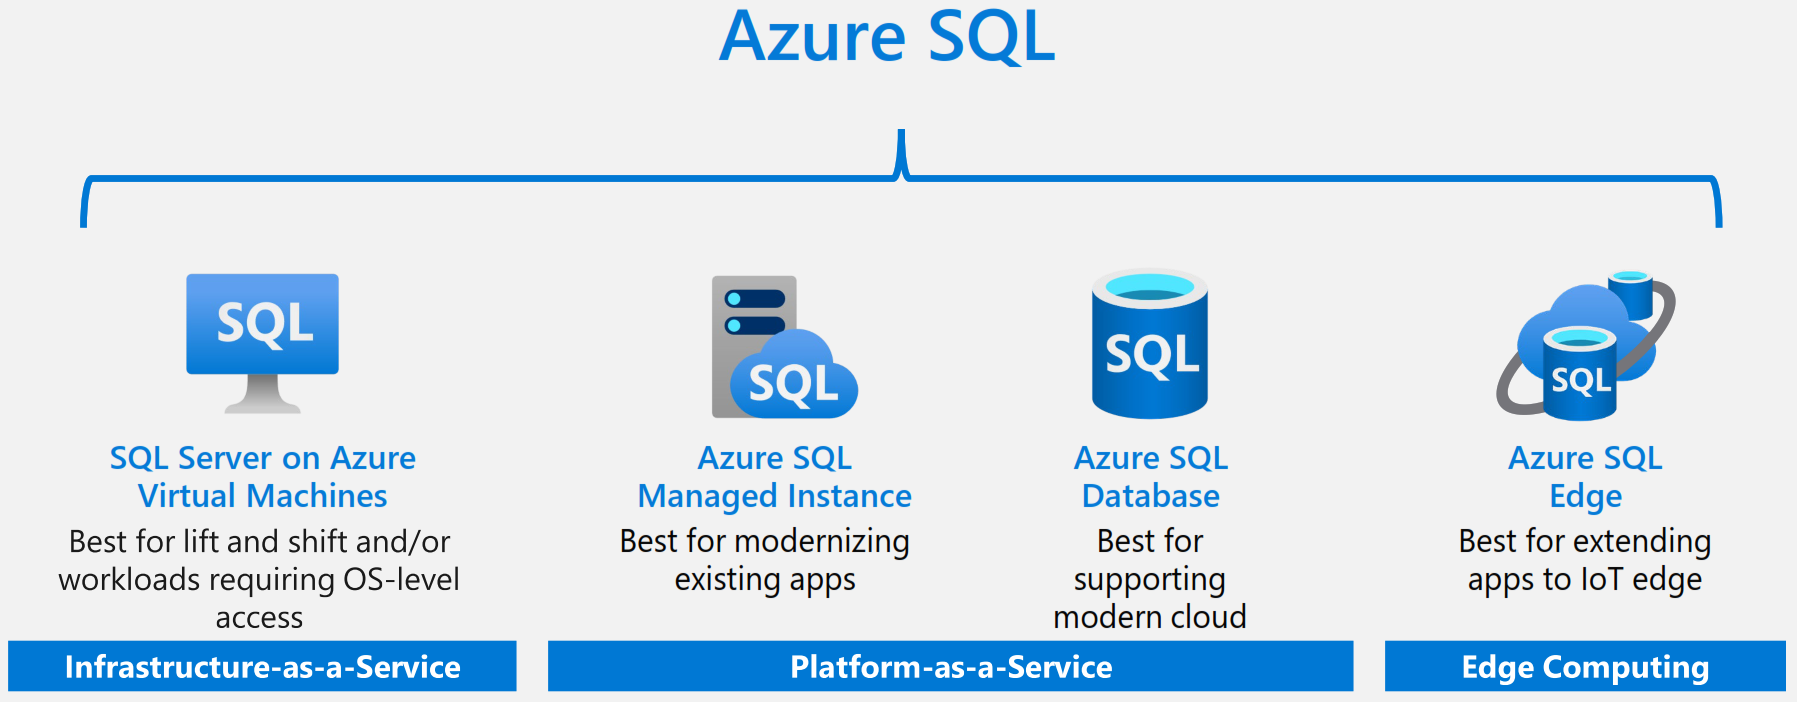 Azure SQL
SQL
SQL
SQL
SQL
SQL Server on Azure
Virtual Machines
Best for lift and shift and/or
workloads requiring OS-level
access
Azure SQL
Managed Instance
Best for modernizing
existing apps
Azure SQL
Database
Best for
supporting
modern cloud
Azure SQL
Edge
Best for extending
apps to IoT edge
Infrastructure-as-a-Service
Platform-as-a-Service
Edge Computing